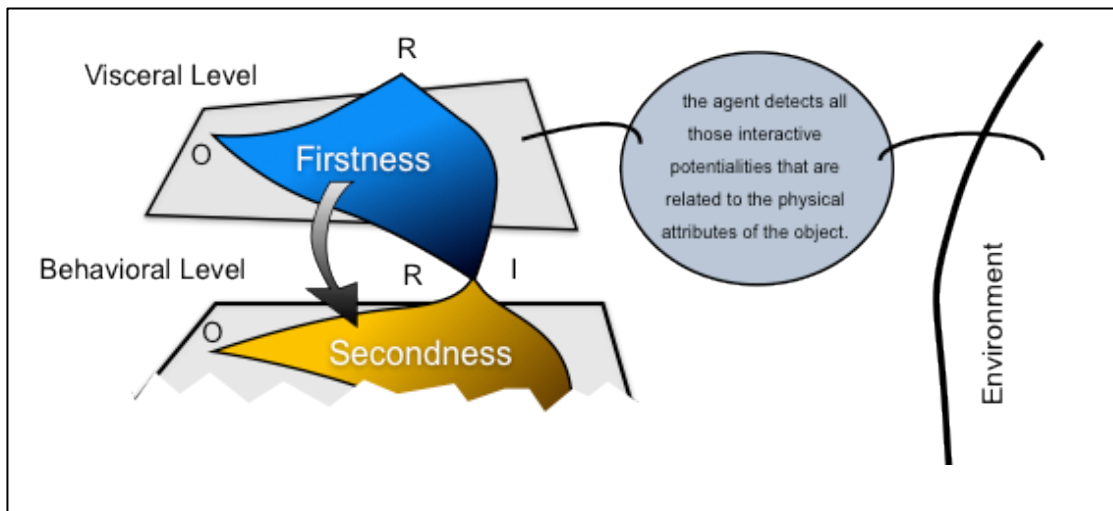 R
Visceral Level
O
Firstness
the agent detects all
those interactive
potentialities that are
related to the physical
attributes of the object.
Behavioral Level
R
I
O
Secondness
Environment